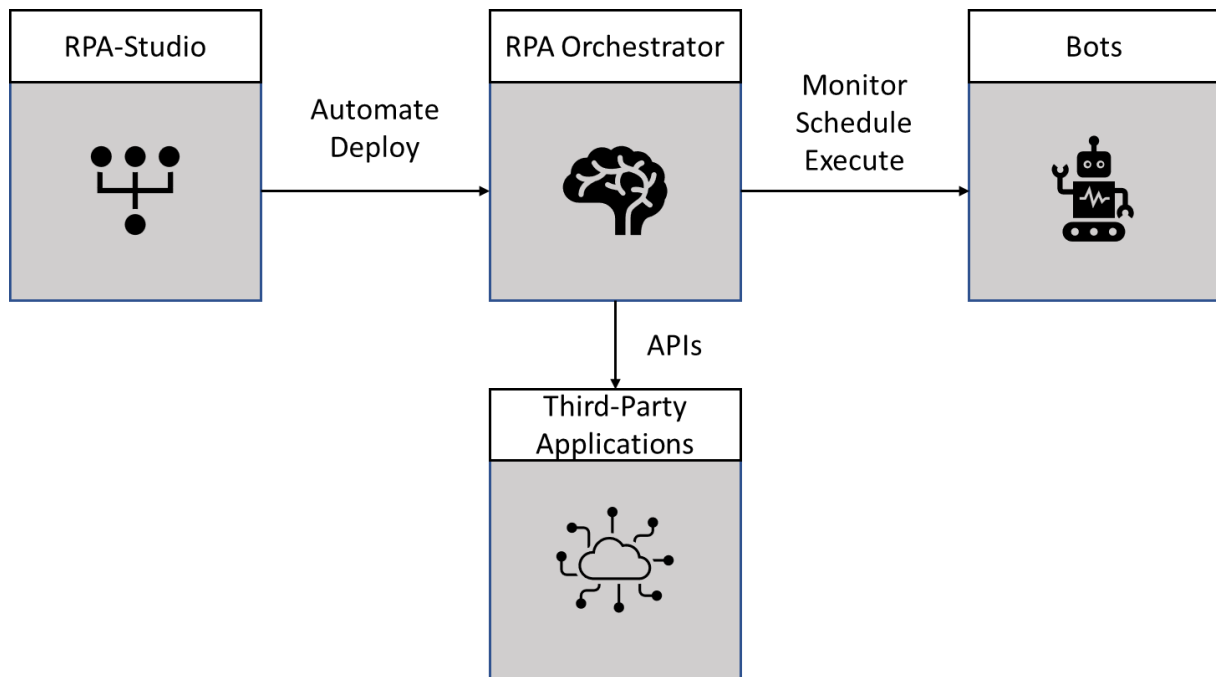 RPA-Studio
RPA Orchestrator
Bots
Automate
Deploy
Monitor
Schedule
Execute
APIs
Third-Party
Applications